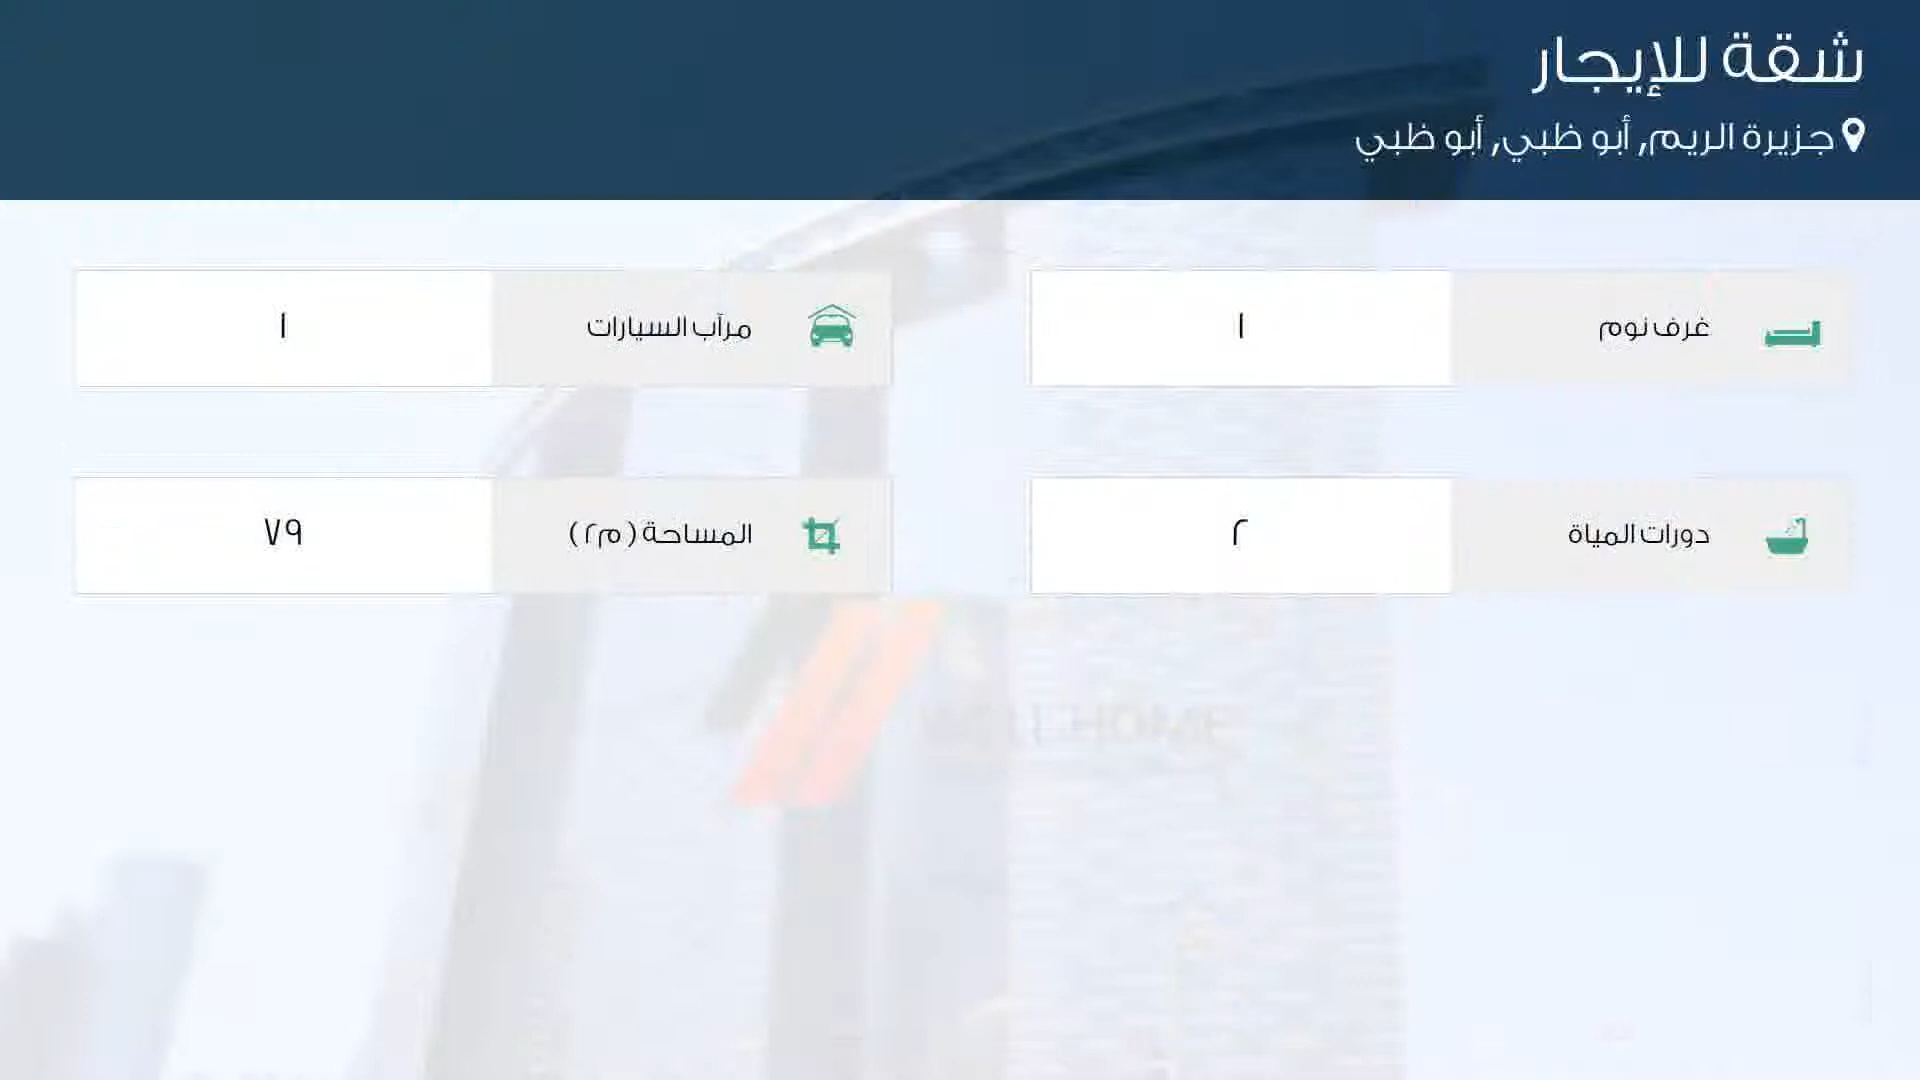 شقة للإيجار
جزيرة الريم, أبو ظبي, أبو ظبي
غرف نوم
١
مرآب السيارات
١
دورات المياة
٢
المساحة (م٢)
٧٩